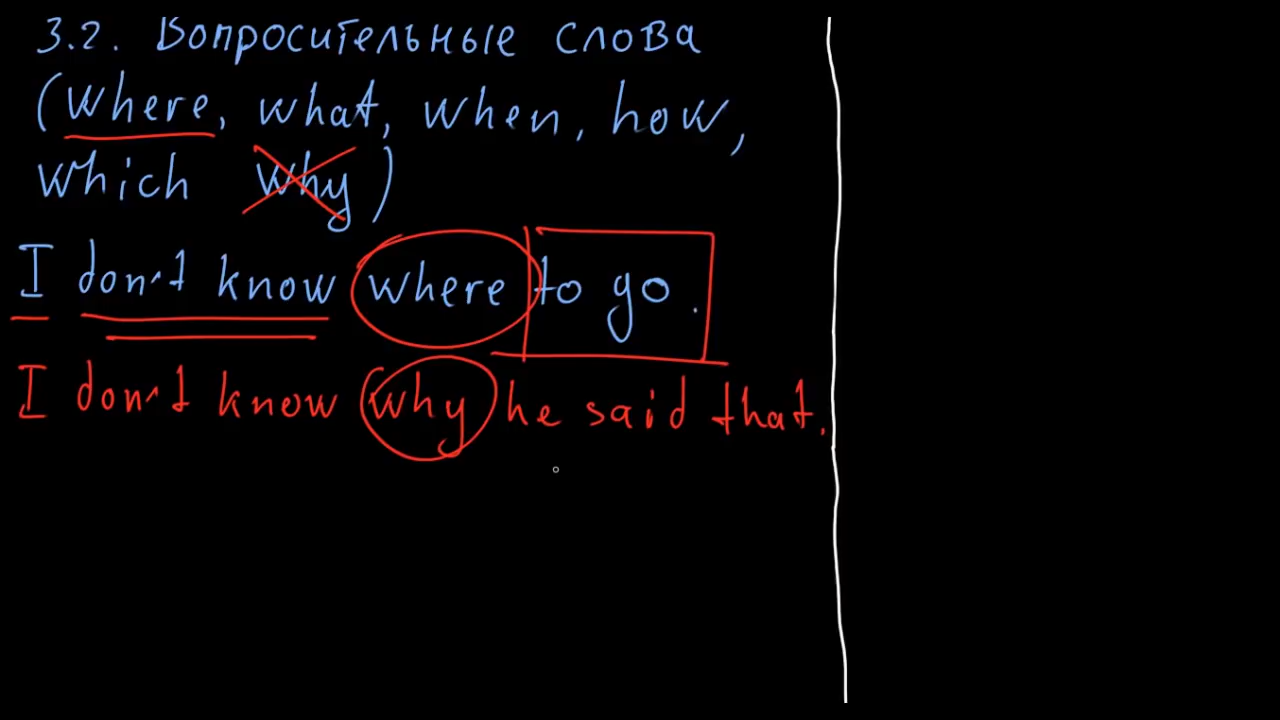 3.2. Вопросительные слова
(Where, what, when, how,
which why)
I don't know where to go.
I don't know why he said that.